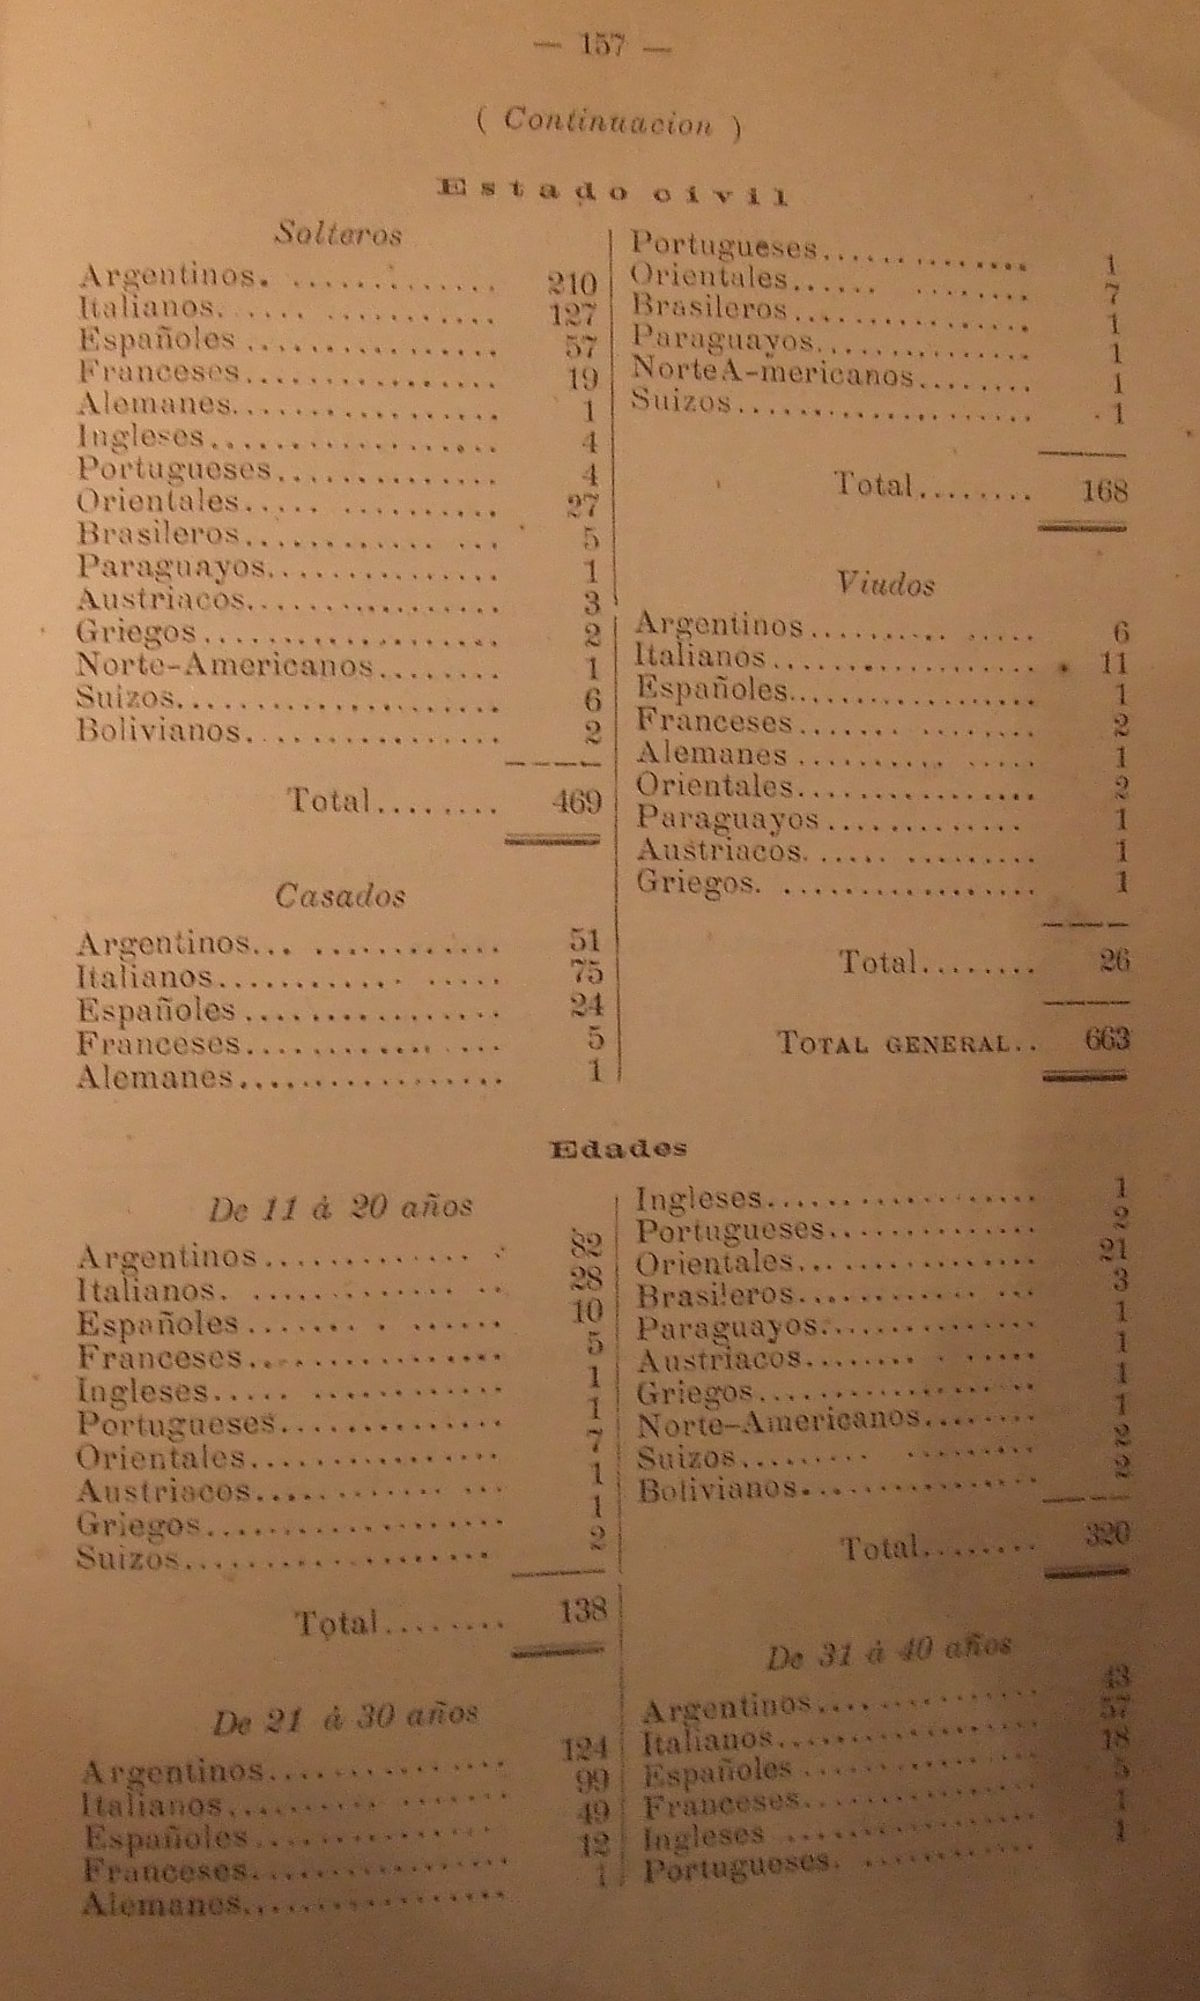 — 157 —
( Continuacion )
Estado civil
Solteros
Argentinos. ............. 210
Italianos. ..... ........... 127
Españoles ................ 57
Franceses................ 19
Alemanes................. 1
Ingleses.................. 4
Portugueses.............. 4
Orientales..... .......... 27
Brasileros............ ... 5
Paraguayos.............. 1
Austriacos................ 3
Griegos................... 2
Norte-Americanos........ 1
Suizos.................... 6
Bolivianos................ 2
Total........ 469
Casados
Argentinos... ............ 51
Italianos............ ..... 75
Españoles ................ 24
Franceses............ ... 5
Alemanes................. 1
Portugueses.............. 1
Orientales...... ........ 7
Brasileros................ 1
Paraguayos.............. 1
NorteA-mericanos........ 1
Suizos................... 1
Total........ 168
Viudos
Argentinos......... ..... 6
Italianos................. 11
Españoles................ 1
Franceses....... ........ 2
Alemanes .......... ..... 1
Orientales................ 2
Paraguayos............. 1
Austriacos. ..... ......... 1
Griegos. ................. 1
Total........ 26
TOTAL GENERAL.. 663
Edades
De 11 á 20 años
Argentinos............. . 82
Italianos. ............. .. 28
Españoles....... . ...... 10
Franceses................ 5
Ingleses..... ............ 1
Portugueses.............. 1
Orientales................ 7
Austriacos............ ... 1
Griegos................... 1
Suizos.................... 2
Total........ 138
De 21 á 30 años
Argentinos............... 124
Italianos.......... ....... 99
Españoles................ 49
Franceses................ 12
Alemanes................. 1
Ingleses................. 1
Portugueses.............. 2
Orientales................ 21
Brasileros............ ... 3
Paraguayos.............. 1
Austriacos........ . ..... 1
Griegos.................. 1
Norte-Americanos........ 1
Suizos......... ......... 2
Bolivianos............... 2
Total........ 320
De 31 á 40 años
Argentinos............... 43
Italianos................. 57
Españoles ............... 18
Franceses............... 5
Ingleses ................ 1
Portugueses. ............ 1